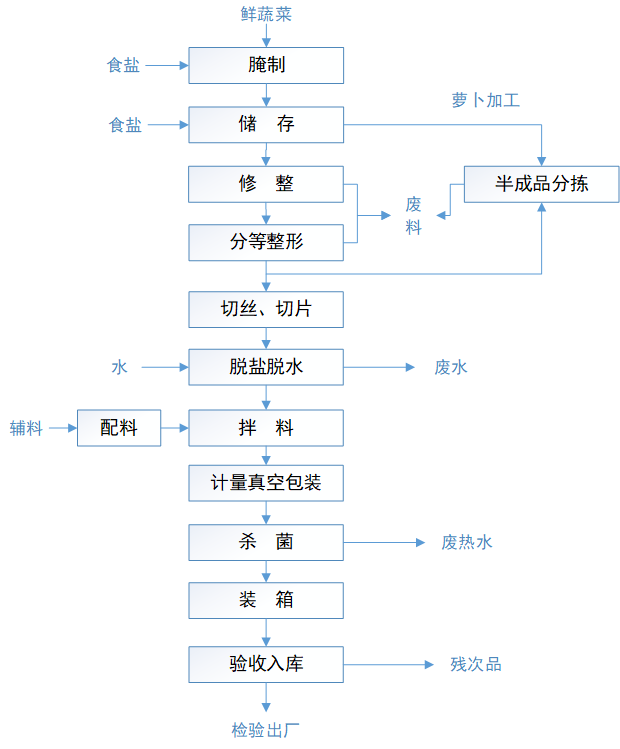 鲜蔬菜
食盐
腌制
萝卜加工
食盐
储 存
修 整
半成品分拣
废
料
分等整形
切丝、切片
水
脱盐脱水
废水
辅料
配料
拌 料
计量真空包装
杀 菌
废热水
装 箱
验收入库
残次品
检验出厂